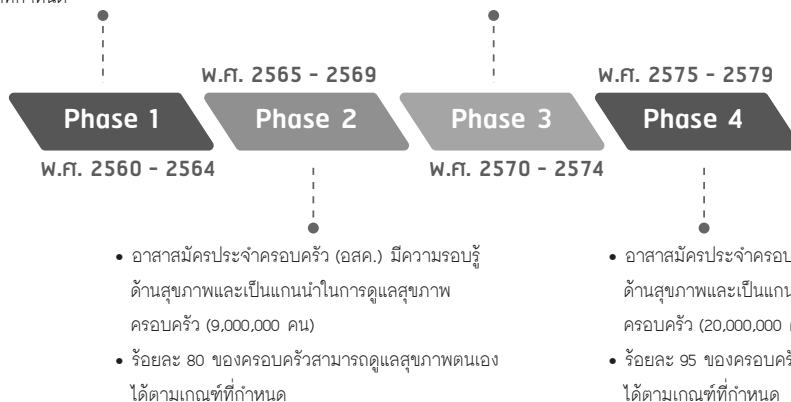 พ.ศ. 2565 - 2569
พ.ศ. 2575 - 2579
Phase 1
Phase 2
Phase 3
Phase 4
พ.ศ. 2560 - 2564
พ.ศ. 2570 - 2574
• อาสาสมัครประจำครอบครัว (อสค.) มีความรอบรู้
ด้านสุขภาพและเป็นแกนนำในการดูแลสุขภาพ
ครอบครัว (9,000,000 คน)
• ร้อยละ 80 ของครอบครัวสามารถดูแลสุขภาพตนเอง
ได้ตามเกณฑ์ที่กำหนด
• อาสาสมัครประจำครอบ
ด้านสุขภาพและเป็นแกน
ครอบครัว (20,000,000
• ร้อยละ 95 ของครอบครั
ได้ตามเกณฑ์ที่กำหนด